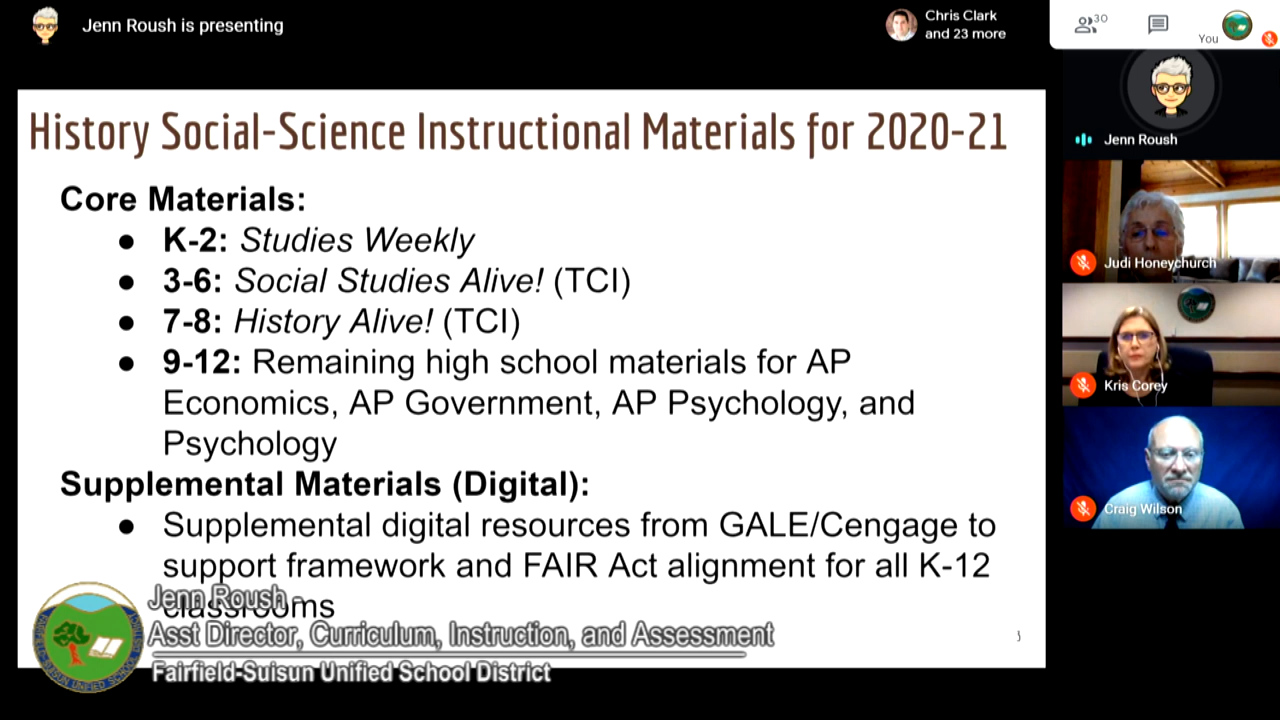 Jenn Roush is presenting
Chris Clark
and 23 more
30
You
History Social-Science Instructional Materials for 2020-21
Core Materials:
● K-2: Studies Weekly
● 3-6: Social Studies Alive! (TCI)
● 7-8: History Alive! (TCI)
● 9-12: Remaining high school materials for AP
Economics, AP Government, AP Psychology, and
Psychology
Supplemental Materials (Digital):
● Supplemental digital resources from GALE/Cengage to
support framework and FAIR Act alignment for all K-12
classrooms
Jenn Roush -
Asst Director, Curriculum, Instruction, and Assessment
Fairfield-Suisun Unified School District
Jenn Roush
Judi Honeychurch
Kris Corey
Craig Wilson